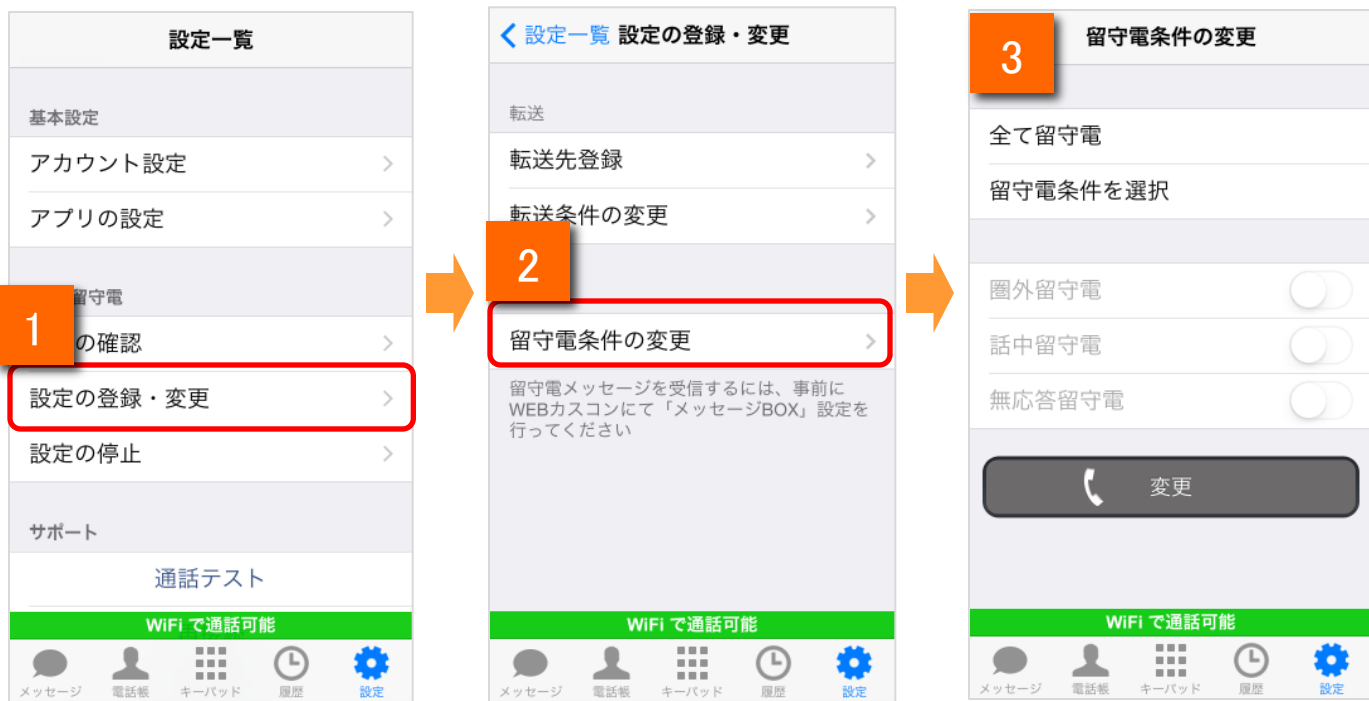 設定一覧
基本設定
アカウント設定
アプリの設定
留守電
1
の確認
設定の登録・変更
設定の停止
サポート
通話テスト
WiFi で通話可能
メッセージ
電話帳
キーパッド
履歴
設定
設定一覧 設定の登録・変更
転送
転送先登録
転送条件の変更
2
留守電条件の変更
留守電メッセージを受信するには、事前に
WEBカスコンにて「メッセージBOX」設定を
行ってください
WiFi で通話可能
メッセージ
電話帳
キーパッド
履歴
設定
3
留守電条件の変更
全て留守電
留守電条件を選択
圏外留守電
話中留守電
無応答留守電
変更
WiFi で通話可能
メッセージ
電話帳
キーパッド
履歴
設定